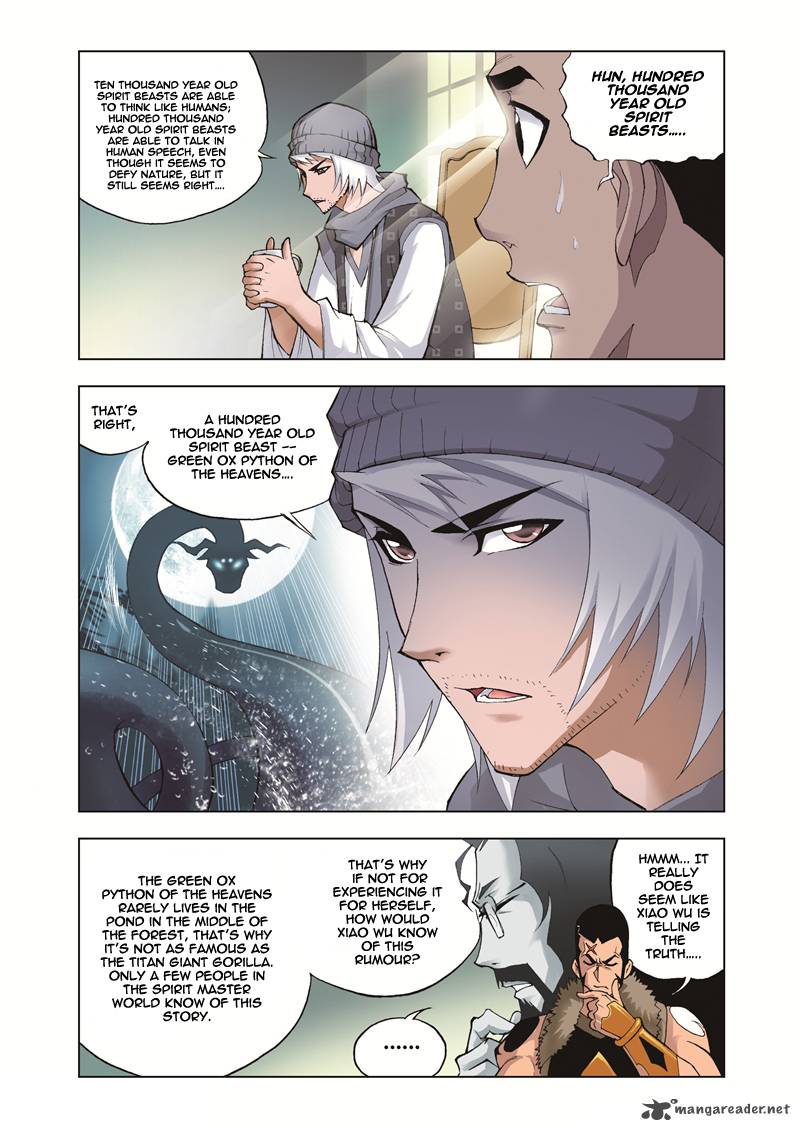 TEN THOUSAND YEAR OLD
SPIRIT BEASTS ARE ABLE
TO THINK LIKE HUMANS;
HUNDRED THOUSAND
YEAR OLD SPIRIT BEASTS
ARE ABLE TO TALK IN
HUMAN SPEECH, EVEN
THOUGH IT SEEMS TO
DEFY NATURE, BUT IT
STILL SEEMS RIGHT....
HUN, HUNDRED
THOUSAND
YEAR OLD
SPIRIT
BEASTS.....
THAT'S
RIGHT,
A HUNDRED
THOUSAND YEAR OLD
SPIRIT BEAST --
GREEN OX PYTHON OF
THE HEAVENS....
THE GREEN OX
PYTHON OF THE HEAVENS
RARELY LIVES IN THE
POND IN THE MIDDLE OF
THE FOREST, THAT'S WHY
IT'S NOT AS FAMOUS AS
THE TITAN GIANT GORILLA.
ONLY A FEW PEOPLE IN
THE SPIRIT MASTER
WORLD KNOW OF THIS
STORY.
THAT'S WHY
IF NOT FOR
EXPERIENCING IT
FOR HERSELF,
HOW WOULD
XIAO WU KNOW
OF THIS
RUMOUR?
......
HMMM... IT
REALLY
DOES
SEEM LIKE
XIAO WU IS
TELLING
THE
TRUTH.....
mangareader.net